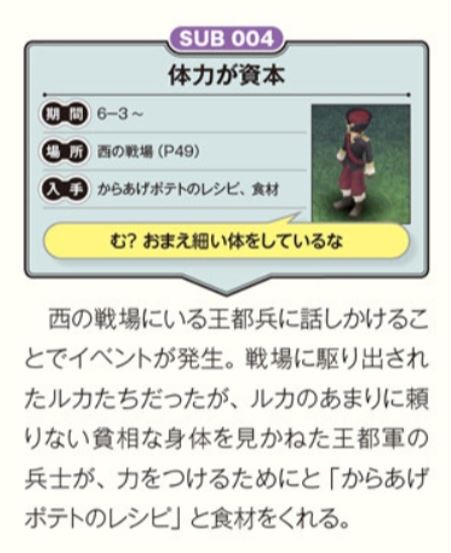 SUB 004
体力が資本
期間 6−3～
場所 西の戦場（P49）
入手 からあげポテトのレシピ、食材
む？ おまえ細い体をしているな
西の戦場にいる王都兵に話しかけるこ
とでイベントが発生。戦場に駆り出され
たルカたちだったが、ルカのあまりに頼
りない貧相な身体を見かねた王都軍の
兵士が、力をつけるためにと「からあげ
ポテトのレシピ」と食材をくれる。